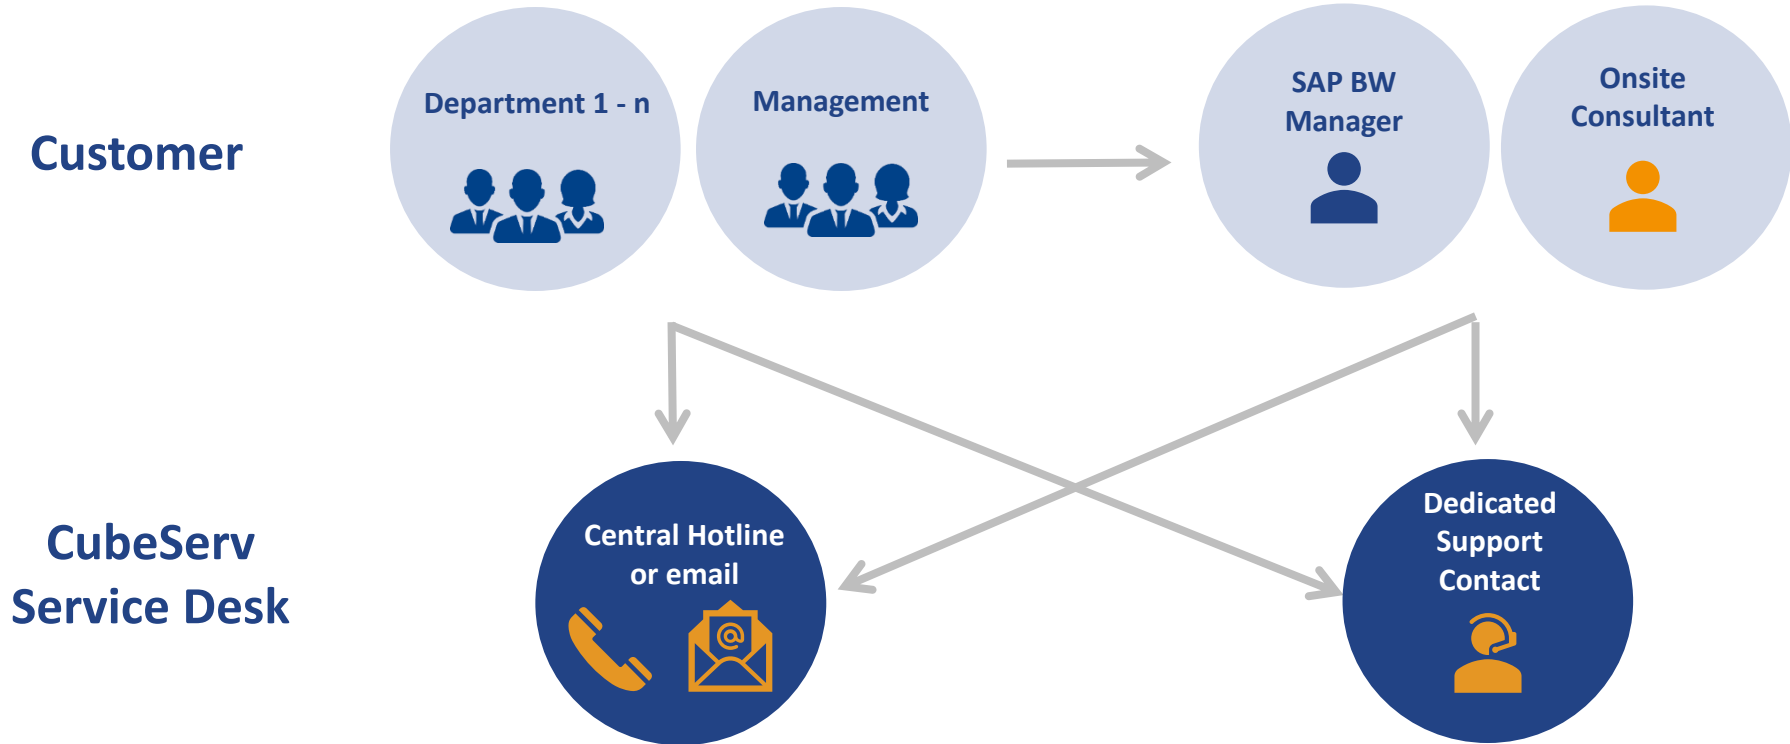 Customer
Department 1 - n
Management
SAP BW
Manager
Onsite
Consultant
CubeServ
Service Desk
Central Hotline
or email
@
Dedicated
Support
Contact